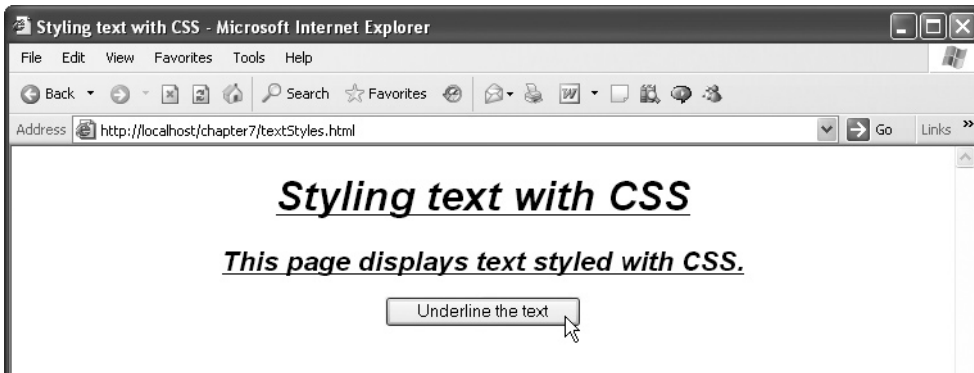 Styling text with CSS - Microsoft Internet Explorer
File Edit View Favorites Tools Help
Back Search Favorites W
Address http://localhost/chapter7/textStyles.html Go Links »
Styling text with CSS
This page displays text styled with CSS.
Underline the text